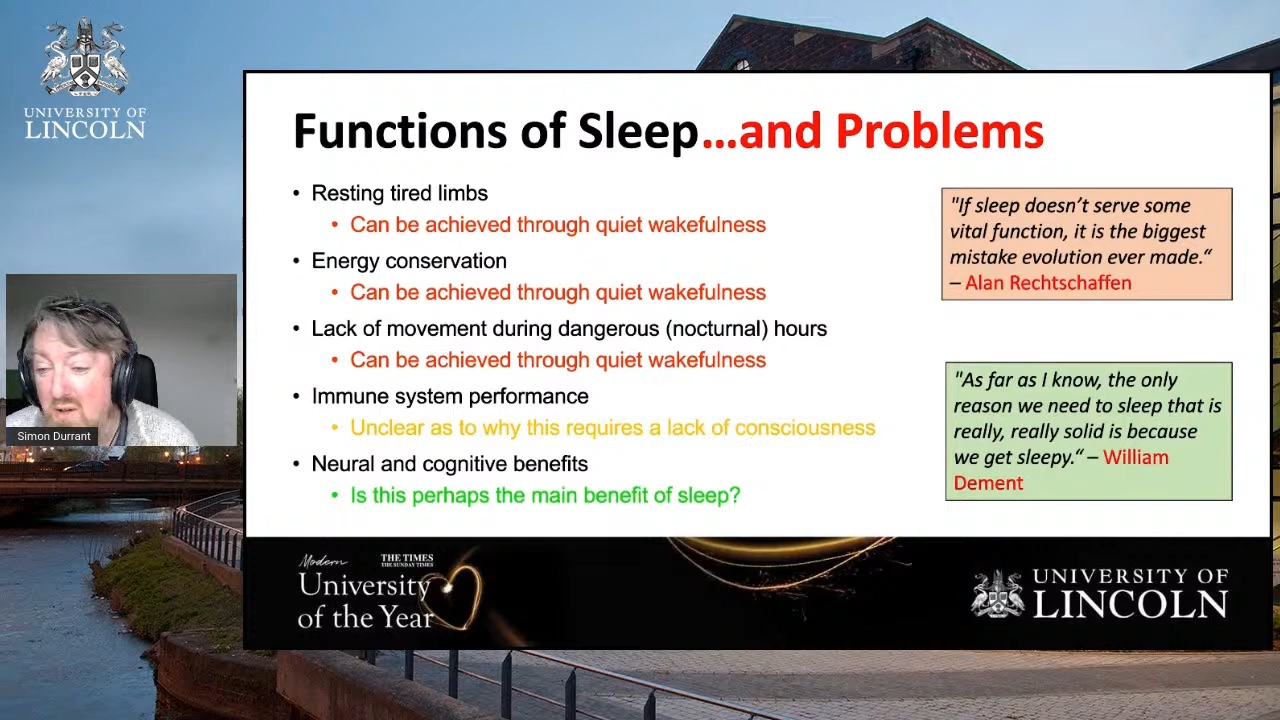 UNIVERSITY OF
LINCOLN
Functions of Sleep...and Problems
• Resting tired limbs
• Can be achieved through quiet wakefulness
• Energy conservation
• Can be achieved through quiet wakefulness
• Lack of movement during dangerous (nocturnal) hours
• Can be achieved through quiet wakefulness
• Immune system performance
• Unclear as to why this requires a lack of consciousness
• Neural and cognitive benefits
• Is this perhaps the main benefit of sleep?
"If sleep doesn’t serve some
vital function, it is the biggest
mistake evolution ever made.“
– Alan Rechtschaffen
"As far as I know, the only
reason we need to sleep that is
really, really solid is because
we get sleepy.“ – William
Dement
Simon Durrant
Modern
THE TIMES
THE SUNDAY TIMES
University
of the Year
UNIVERSITY OF
LINCOLN